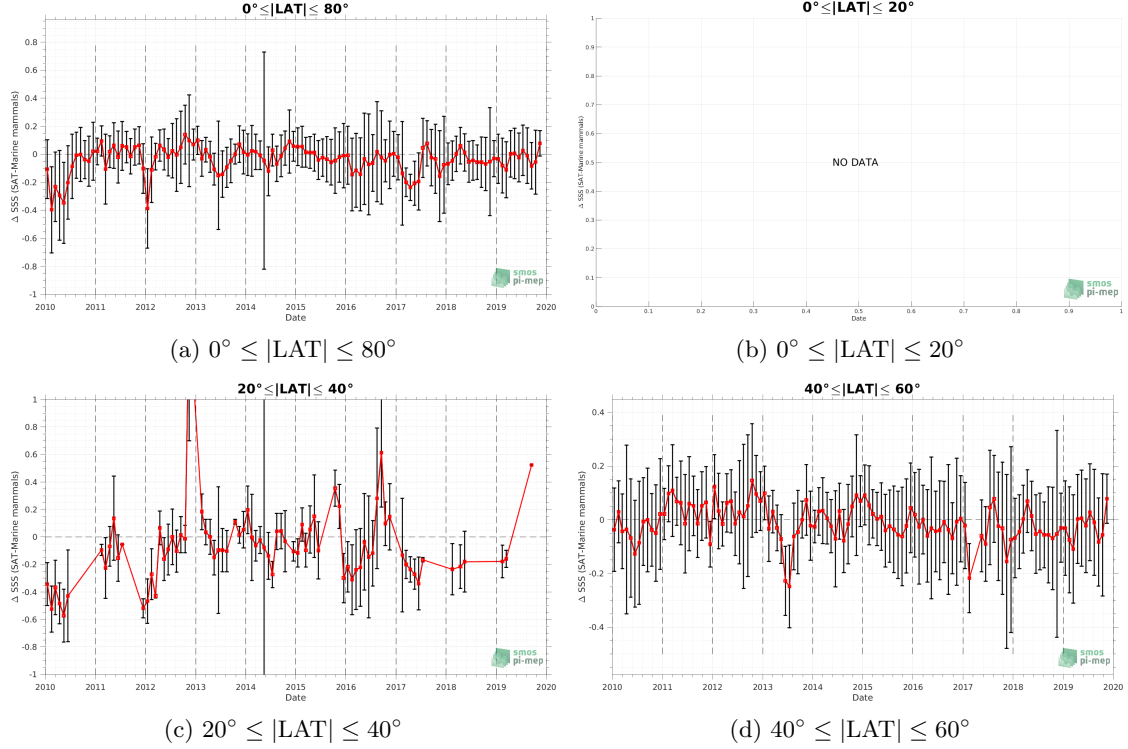 0°≤|LAT|≤ 80°
Δ SSS (SAT-Marine mammals)
0.8
0.6
0.4
0.2
0
-0.2
-0.4
-0.6
-0.8
-1
2010 2011 2012 2013 2014 2015 2016 2017 2018 2019 2020
Date
smos
pi-mep
(a) 0° ≤ |LAT| ≤ 80°
0°≤|LAT|≤ 20°
Δ SSS (SAT-Marine mammals)
1
0.9
0.8
0.7
0.6
0.5
0.4
0.3
0.2
0.1
0
NO DATA
0 0.1 0.2 0.3 0.4 0.5 0.6 0.7 0.8 0.9 1
Date
smos
pi-mep
(b) 0° ≤ |LAT| ≤ 20°
20°≤|LAT|≤ 40°
Δ SSS (SAT-Marine mammals)
1
0.8
0.6
0.4
0.2
0
-0.2
-0.4
-0.6
-0.8
-1
2010 2011 2012 2013 2014 2015 2016 2017 2018 2019 2020
Date
smos
pi-mep
(c) 20° ≤ |LAT| ≤ 40°
40°≤|LAT|≤ 60°
Δ SSS (SAT-Marine mammals)
0.4
0.2
0
-0.2
-0.4
2010 2011 2012 2013 2014 2015 2016 2017 2018 2019 2020
Date
smos
pi-mep
(d) 40° ≤ |LAT| ≤ 60°